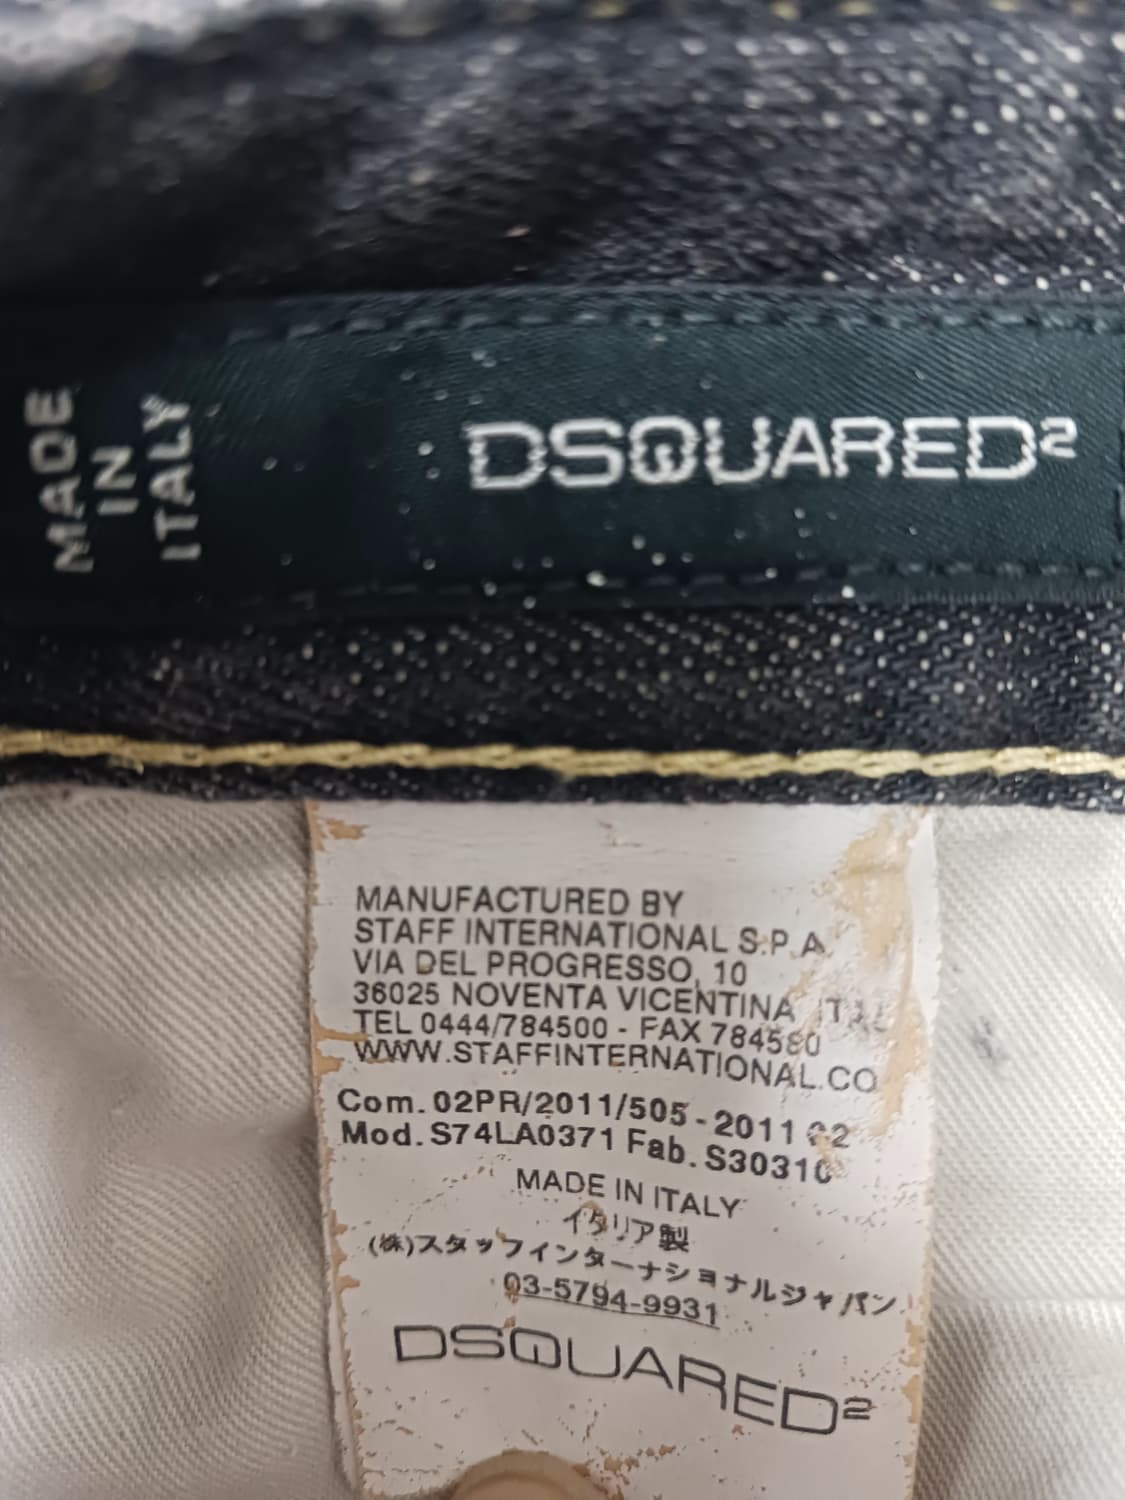 MADE
IN
ITALY
DSQUARED2
MANUFACTURED BY
STAFF INTERNATIONAL S.P.A.
VIA DEL PROGRESSO, 10
36025 NOVENTA VICENTINA
TEL 0444/784500 - FAX 784580
WWW.STAFFINTERNATIONAL.CO
Com. 02PR/2011/505 - 2011 02
Mod. S74LA0371 Fab. S30310
MADE IN ITALY
イタリア製
(株)スタッフインターナショナルジャパン
03-5794-9931
DSQUARED2